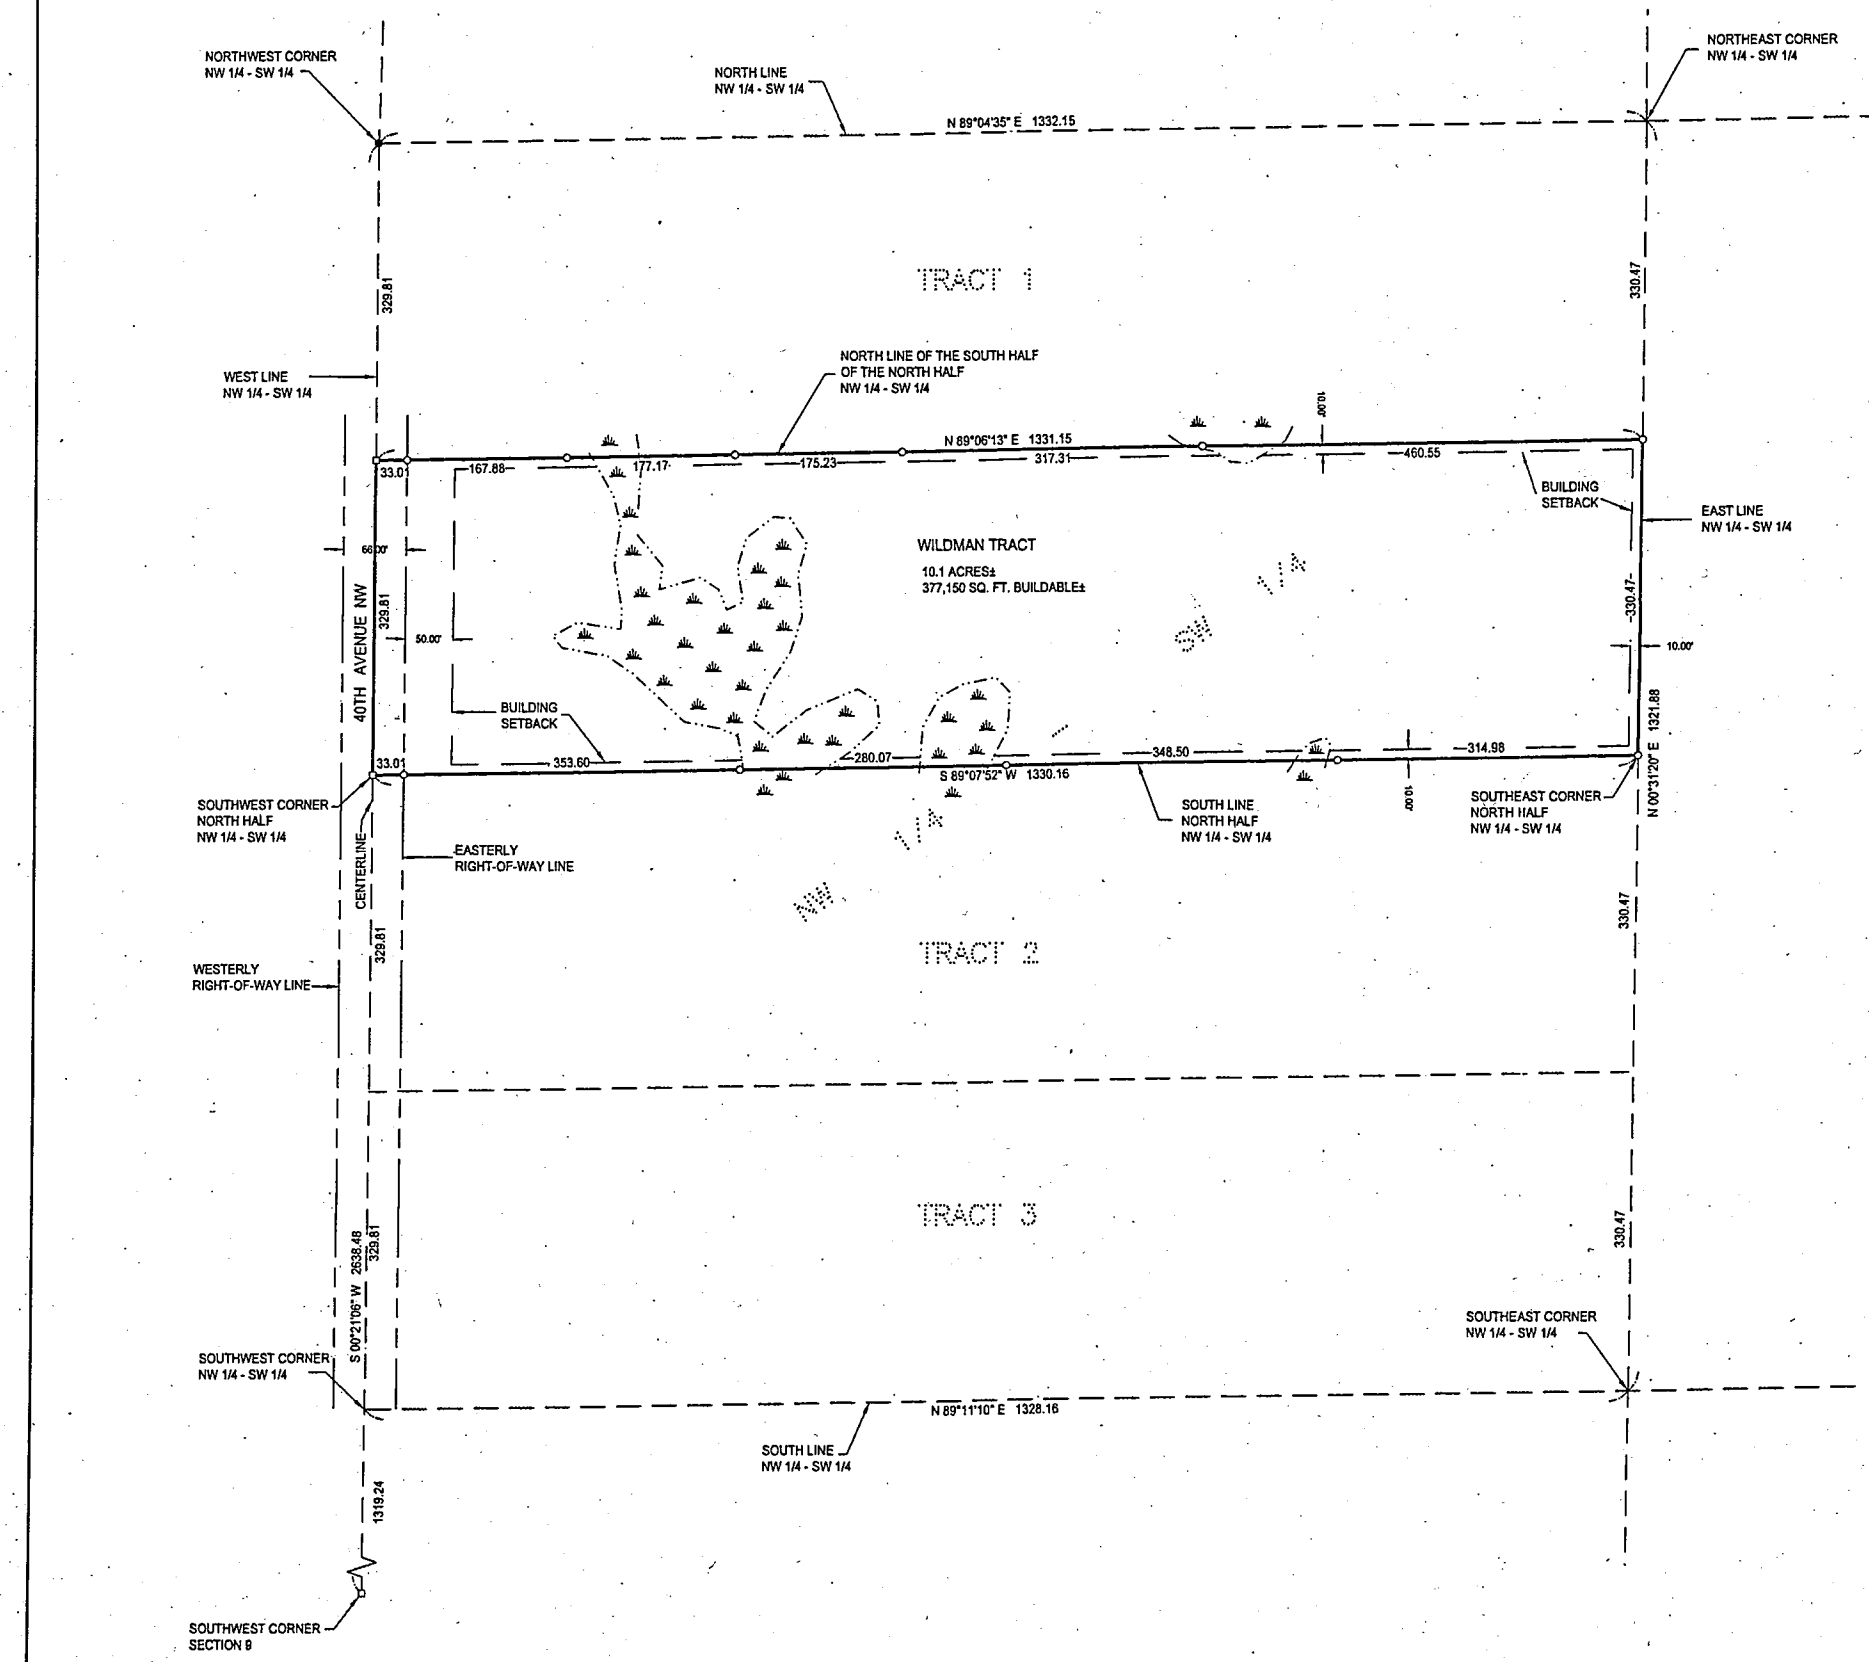 NORTHWEST CORNER
NW 1/4 - SW 1/4
NORTH LINE
NW 1/4 - SW 1/4
NORTHEAST CORNER
NW 1/4 - SW 1/4
N 89°04'35" E 1332.15
329.81
TRACT 1
330.47
WEST LINE
NW 1/4 - SW 1/4
NORTH LINE OF THE SOUTH HALF
OF THE NORTH HALF
NW 1/4 - SW 1/4
10.00'
N 89°06'13" E 1331.15
33.01
167.88
177.17
175.23
317.31
460.55
BUILDING
SETBACK
EAST LINE
NW 1/4 - SW 1/4
66.00'
WILDMAN TRACT
10.1 ACRES±
377,150 SQ. FT. BUILDABLE±
40TH AVENUE NW
329.81
50.00'
SW 1/4
330.47
10.00'
BUILDING
SETBACK
N 00°31'20" E 1321.88
33.01
353.60
280.07
348.50
314.98
S 89°07'52" W 1330.16
10.00'
SOUTHWEST CORNER
NORTH HALF
NW 1/4 - SW 1/4
SOUTH LINE
NORTH HALF
NW 1/4 - SW 1/4
SOUTHEAST CORNER
NORTH HALF
NW 1/4 - SW 1/4
CENTERLINE
EASTERLY
RIGHT-OF-WAY LINE
NW 1/4
329.81
TRACT 2
330.47
WESTERLY
RIGHT-OF-WAY LINE
TRACT 3
S 00°21'06" W 2638.48
329.81
330.47
SOUTHWEST CORNER
NW 1/4 - SW 1/4
SOUTHEAST CORNER
NW 1/4 - SW 1/4
N 89°11'10" E 1328.16
SOUTH LINE
NW 1/4 - SW 1/4
1319.24
SOUTHWEST CORNER
SECTION 9